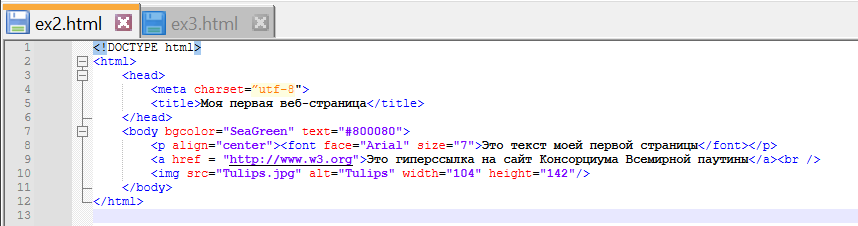 ex2.html ex3.html
1 <!DOCTYPE html>
2 <html>
3 <head>
4 <meta charset=“utf-8">
5 <title>Моя первая веб-страница</title>
6 </head>
7 <body bgcolor="SeaGreen" text="#800080">
8 <p align="center"><font face="Arial" size="7">Это текст моей первой страницы</font></p>
9 <a href = "http://www.w3.org">Это гиперссылка на сайт Консорциума Всемирной паутины</a><br />
10 <img src="Tulips.jpg" alt="Tulips" width="104" height="142"/>
11 </body>
12 </html>
13